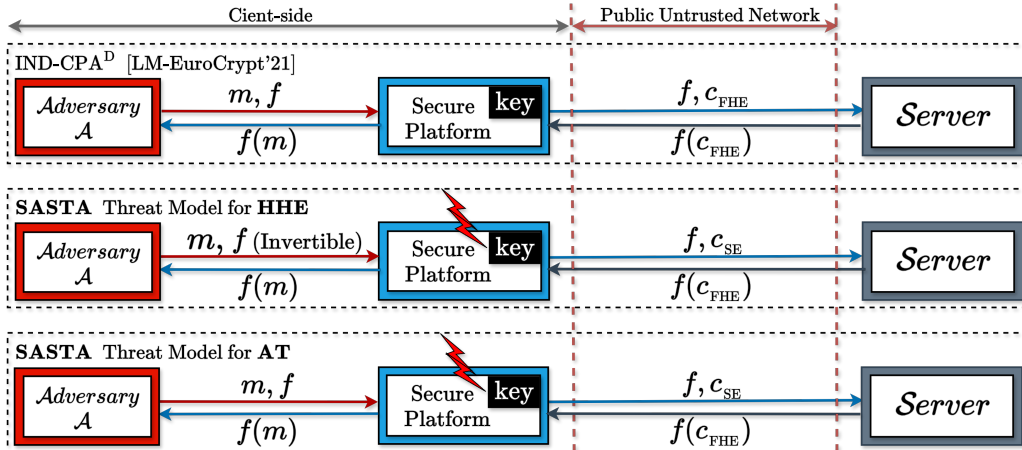 Cient-side
Public Untrusted Network
IND-CPAᴰ [LM-EuroCrypt'21]
Adversary
A
m, f
f(m)
Secure
Platform
key
f, c_FHE
f(c_FHE)
Server
SASTA Threat Model for HHE
Adversary
A
m, f (Invertible)
f(m)
Secure
Platform
key
f, c_SE
f(c_FHE)
Server
SASTA Threat Model for AT
Adversary
A
m, f
f(m)
Secure
Platform
key
f, c_SE
f(c_FHE)
Server